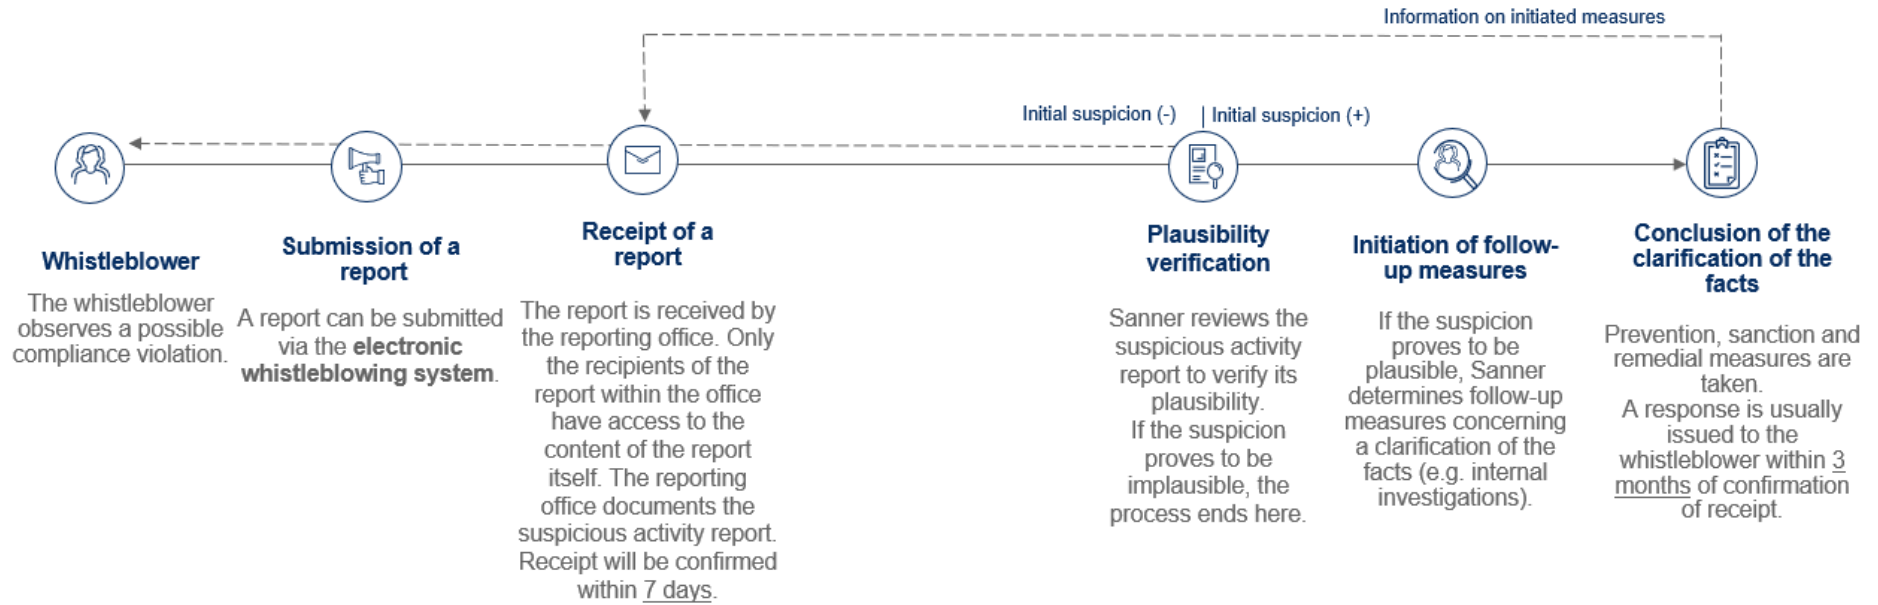 Information on initiated measures
Initial suspicion (-)
Initial suspicion (+)
Whistleblower
The whistleblower
observes a possible
compliance violation.
Submission of a
report
A report can be submitted
via the electronic
whistleblowing system.
Receipt of a
report
The report is received by
the reporting office. Only
the recipients of the
report within the office
have access to the
content of the report
itself. The reporting
office documents the
suspicious activity report.
Receipt will be confirmed
within 7 days.
Plausibility
verification
Sanner reviews the
suspicious activity
report to verify its
plausibility.
If the suspicion
proves to be
implausible, the
process ends here.
Initiation of follow-
up measures
If the suspicion
proves to be
plausible, Sanner
determines follow-up
measures concerning
a clarification of the
facts (e.g. internal
investigations).
Conclusion of the
clarification of the
facts
Prevention, sanction and
remedial measures are
taken.
A response is usually
issued to the
whistleblower within 3
months of confirmation
of receipt.